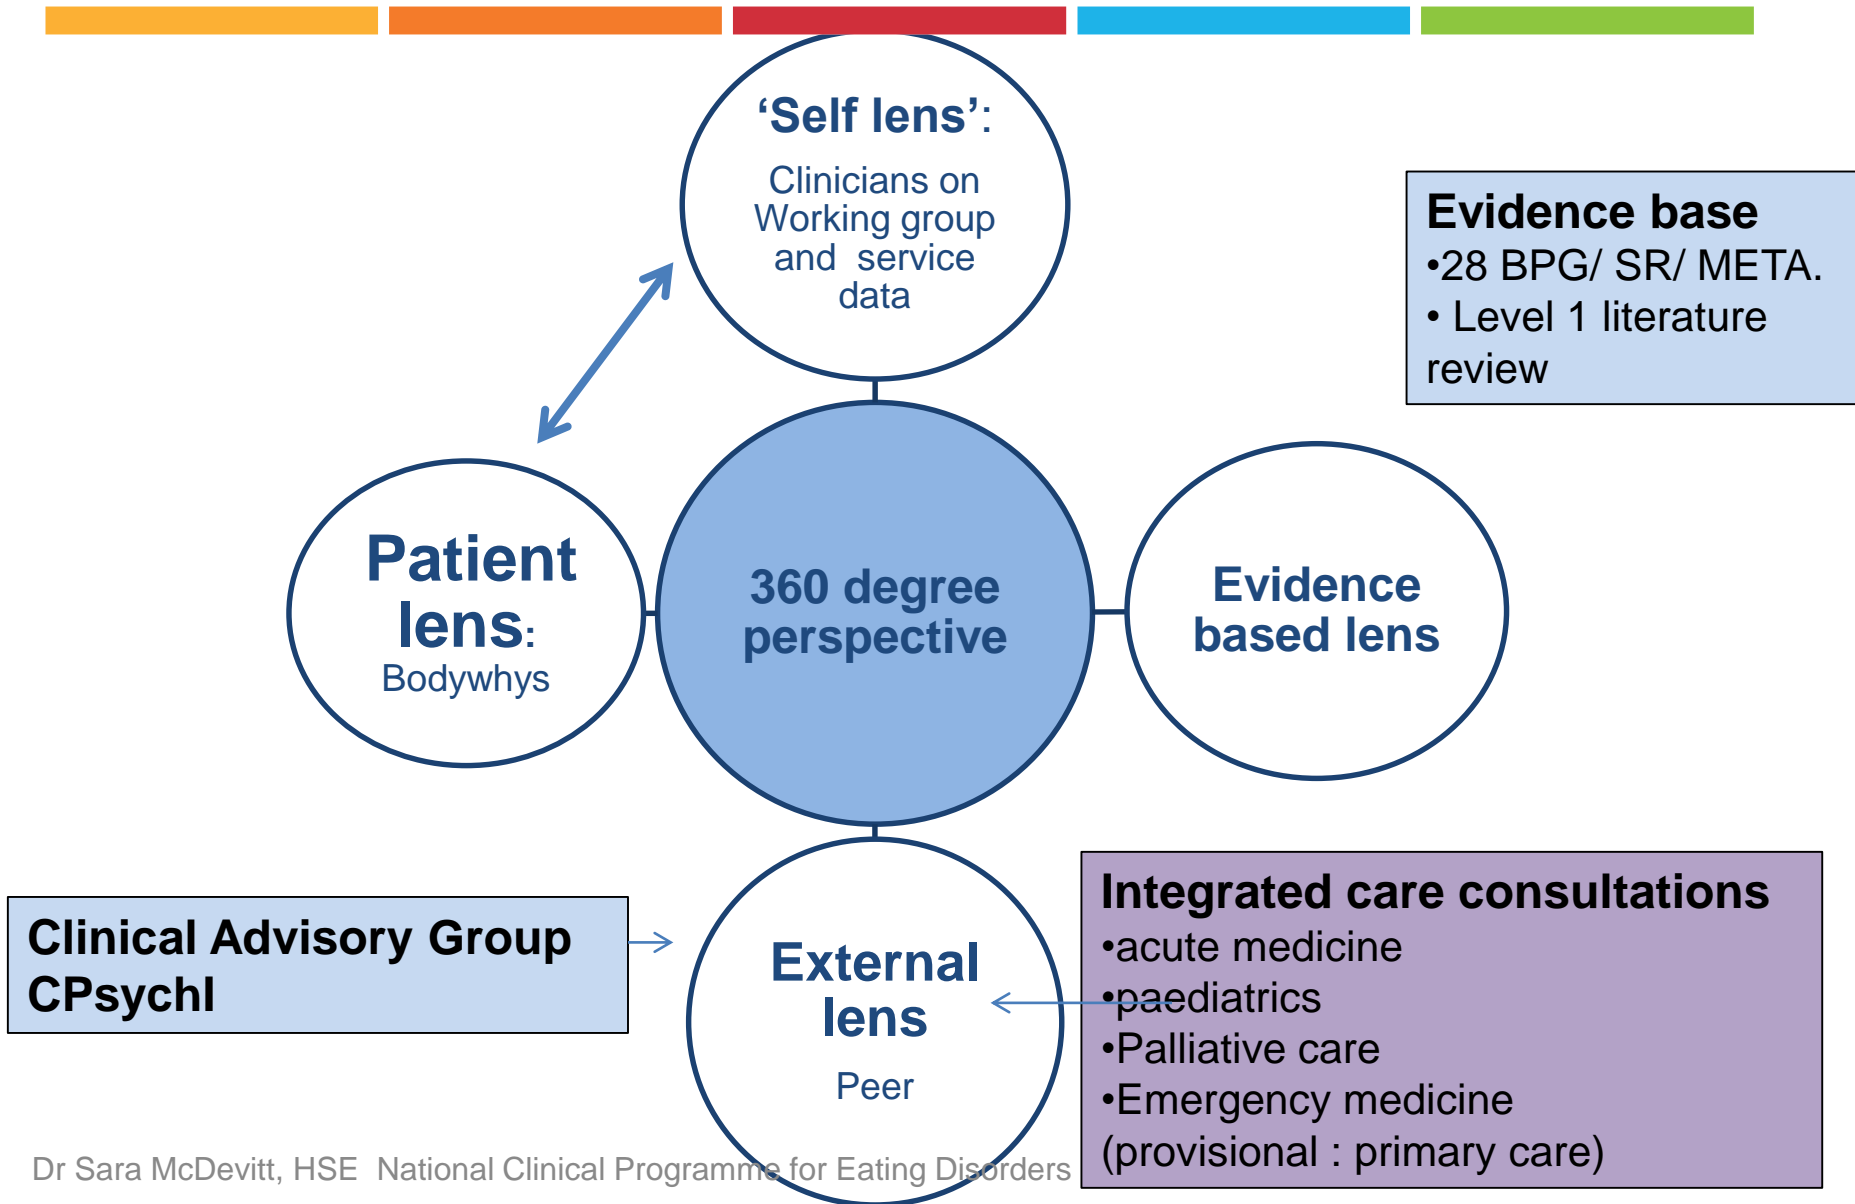 ‘Self lens’:
Clinicians on
Working group
and service
data
Evidence base
•28 BPG/ SR/ META.
• Level 1 literature
review
Patient
lens:
Bodywhys
360 degree
perspective
Evidence
based lens
Clinical Advisory Group
CPsychI
External
lens
Peer
Integrated care consultations
•acute medicine
•paediatrics
•Palliative care
•Emergency medicine
(provisional : primary care)
Dr Sara McDevitt, HSE National Clinical Programme for Eating Disorders